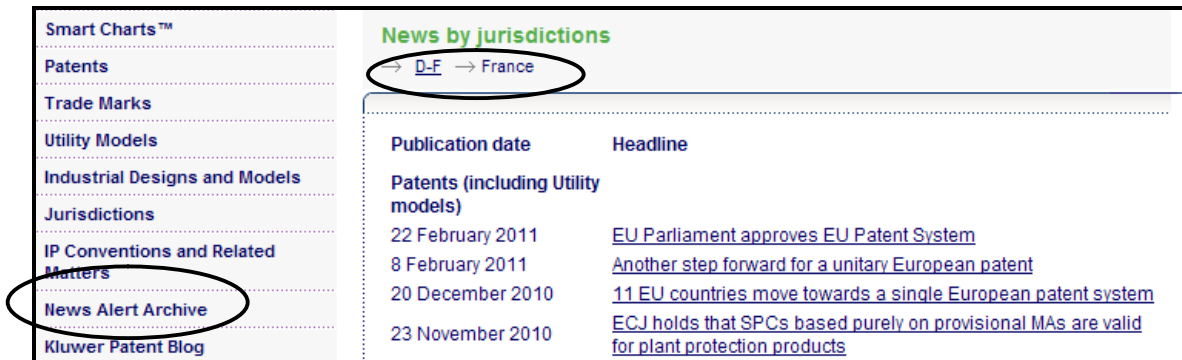 Smart Charts™
Patents
Trade Marks
Utility Models
Industrial Designs and Models
Jurisdictions
IP Conventions and Related
Matters
News Alert Archive
Kluwer Patent Blog
News by jurisdictions
→ D-F → France
Publication date Headline
Patents (including Utility
models)
22 February 2011 EU Parliament approves EU Patent System
8 February 2011 Another step forward for a unitary European patent
20 December 2010 11 EU countries move towards a single European patent system
23 November 2010 ECJ holds that SPCs based purely on provisional MAs are valid
for plant protection products